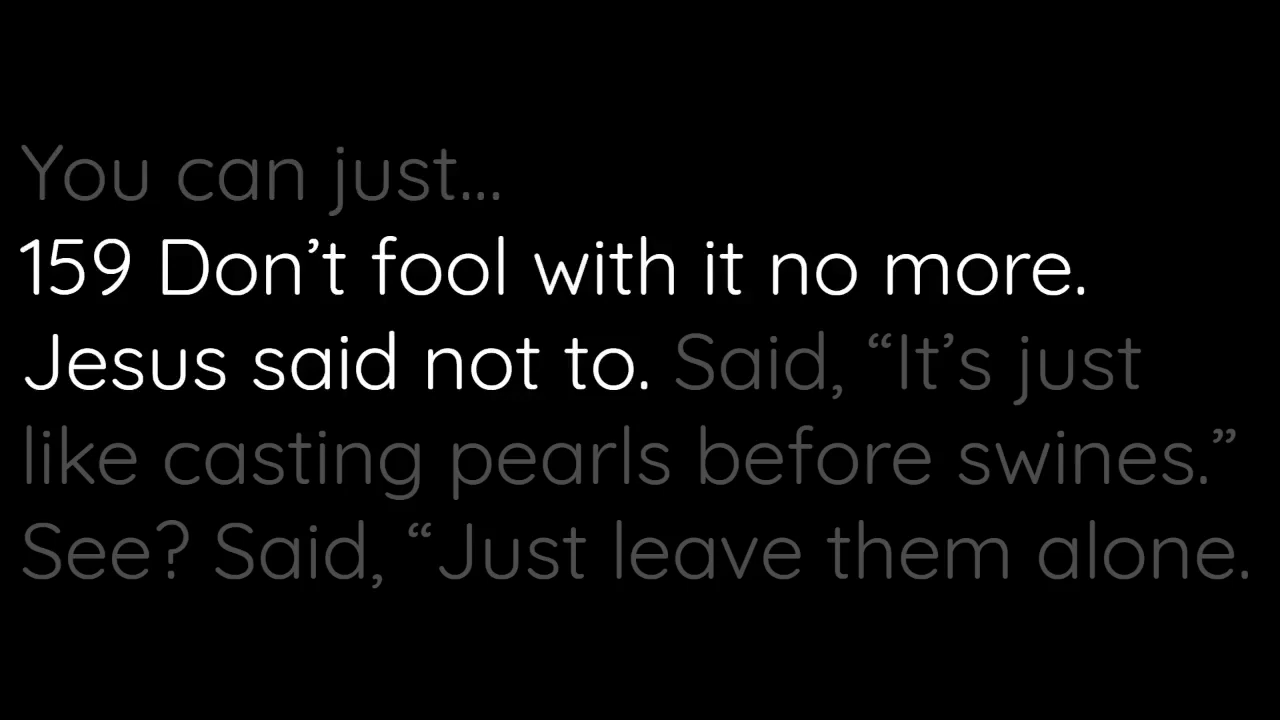 You can just...
159 Don’t fool with it no more.
Jesus said not to. Said, “It’s just
like casting pearls before swines.”
See? Said, “Just leave them alone.